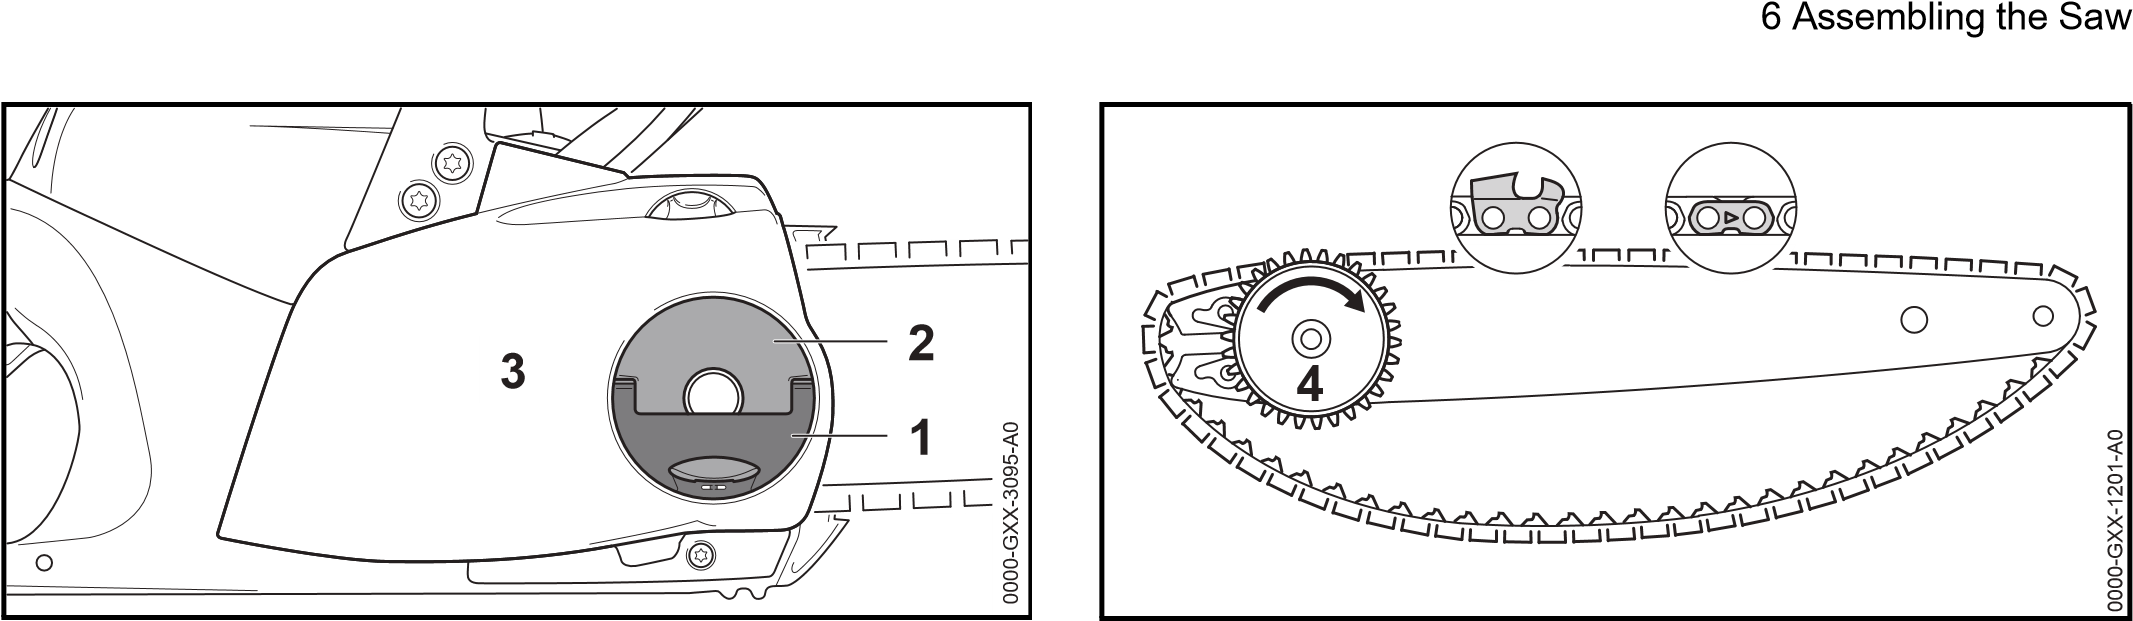 6 Assembling the Saw
2
3
1
0000-GXX-3095-A0
4
0000-GXX-1201-A0